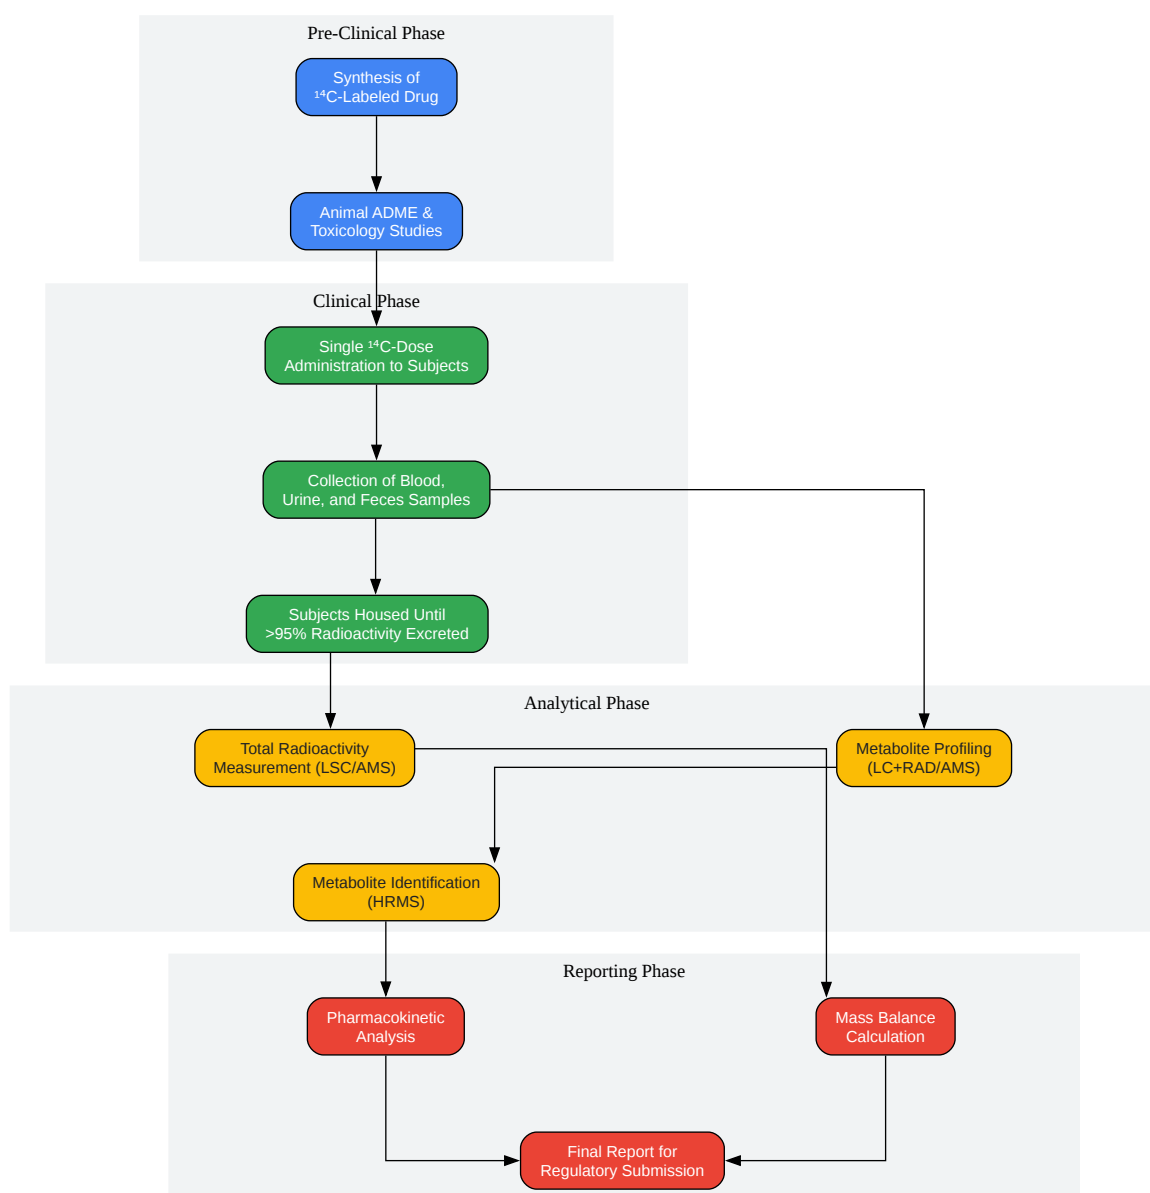 Pre-Clinical Phase
Synthesis of
¹⁴C-Labeled Drug
Animal ADME &
Toxicology Studies
Clinical Phase
Single ¹⁴C-Dose
Administration to Subjects
Collection of Blood,
Urine, and Feces Samples
Subjects Housed Until
>95% Radioactivity Excreted
Analytical Phase
Total Radioactivity
Measurement (LSC/AMS)
Metabolite Profiling
(LC+RAD/AMS)
Metabolite Identification
(HRMS)
Reporting Phase
Pharmacokinetic
Analysis
Mass Balance
Calculation
Final Report for
Regulatory Submission